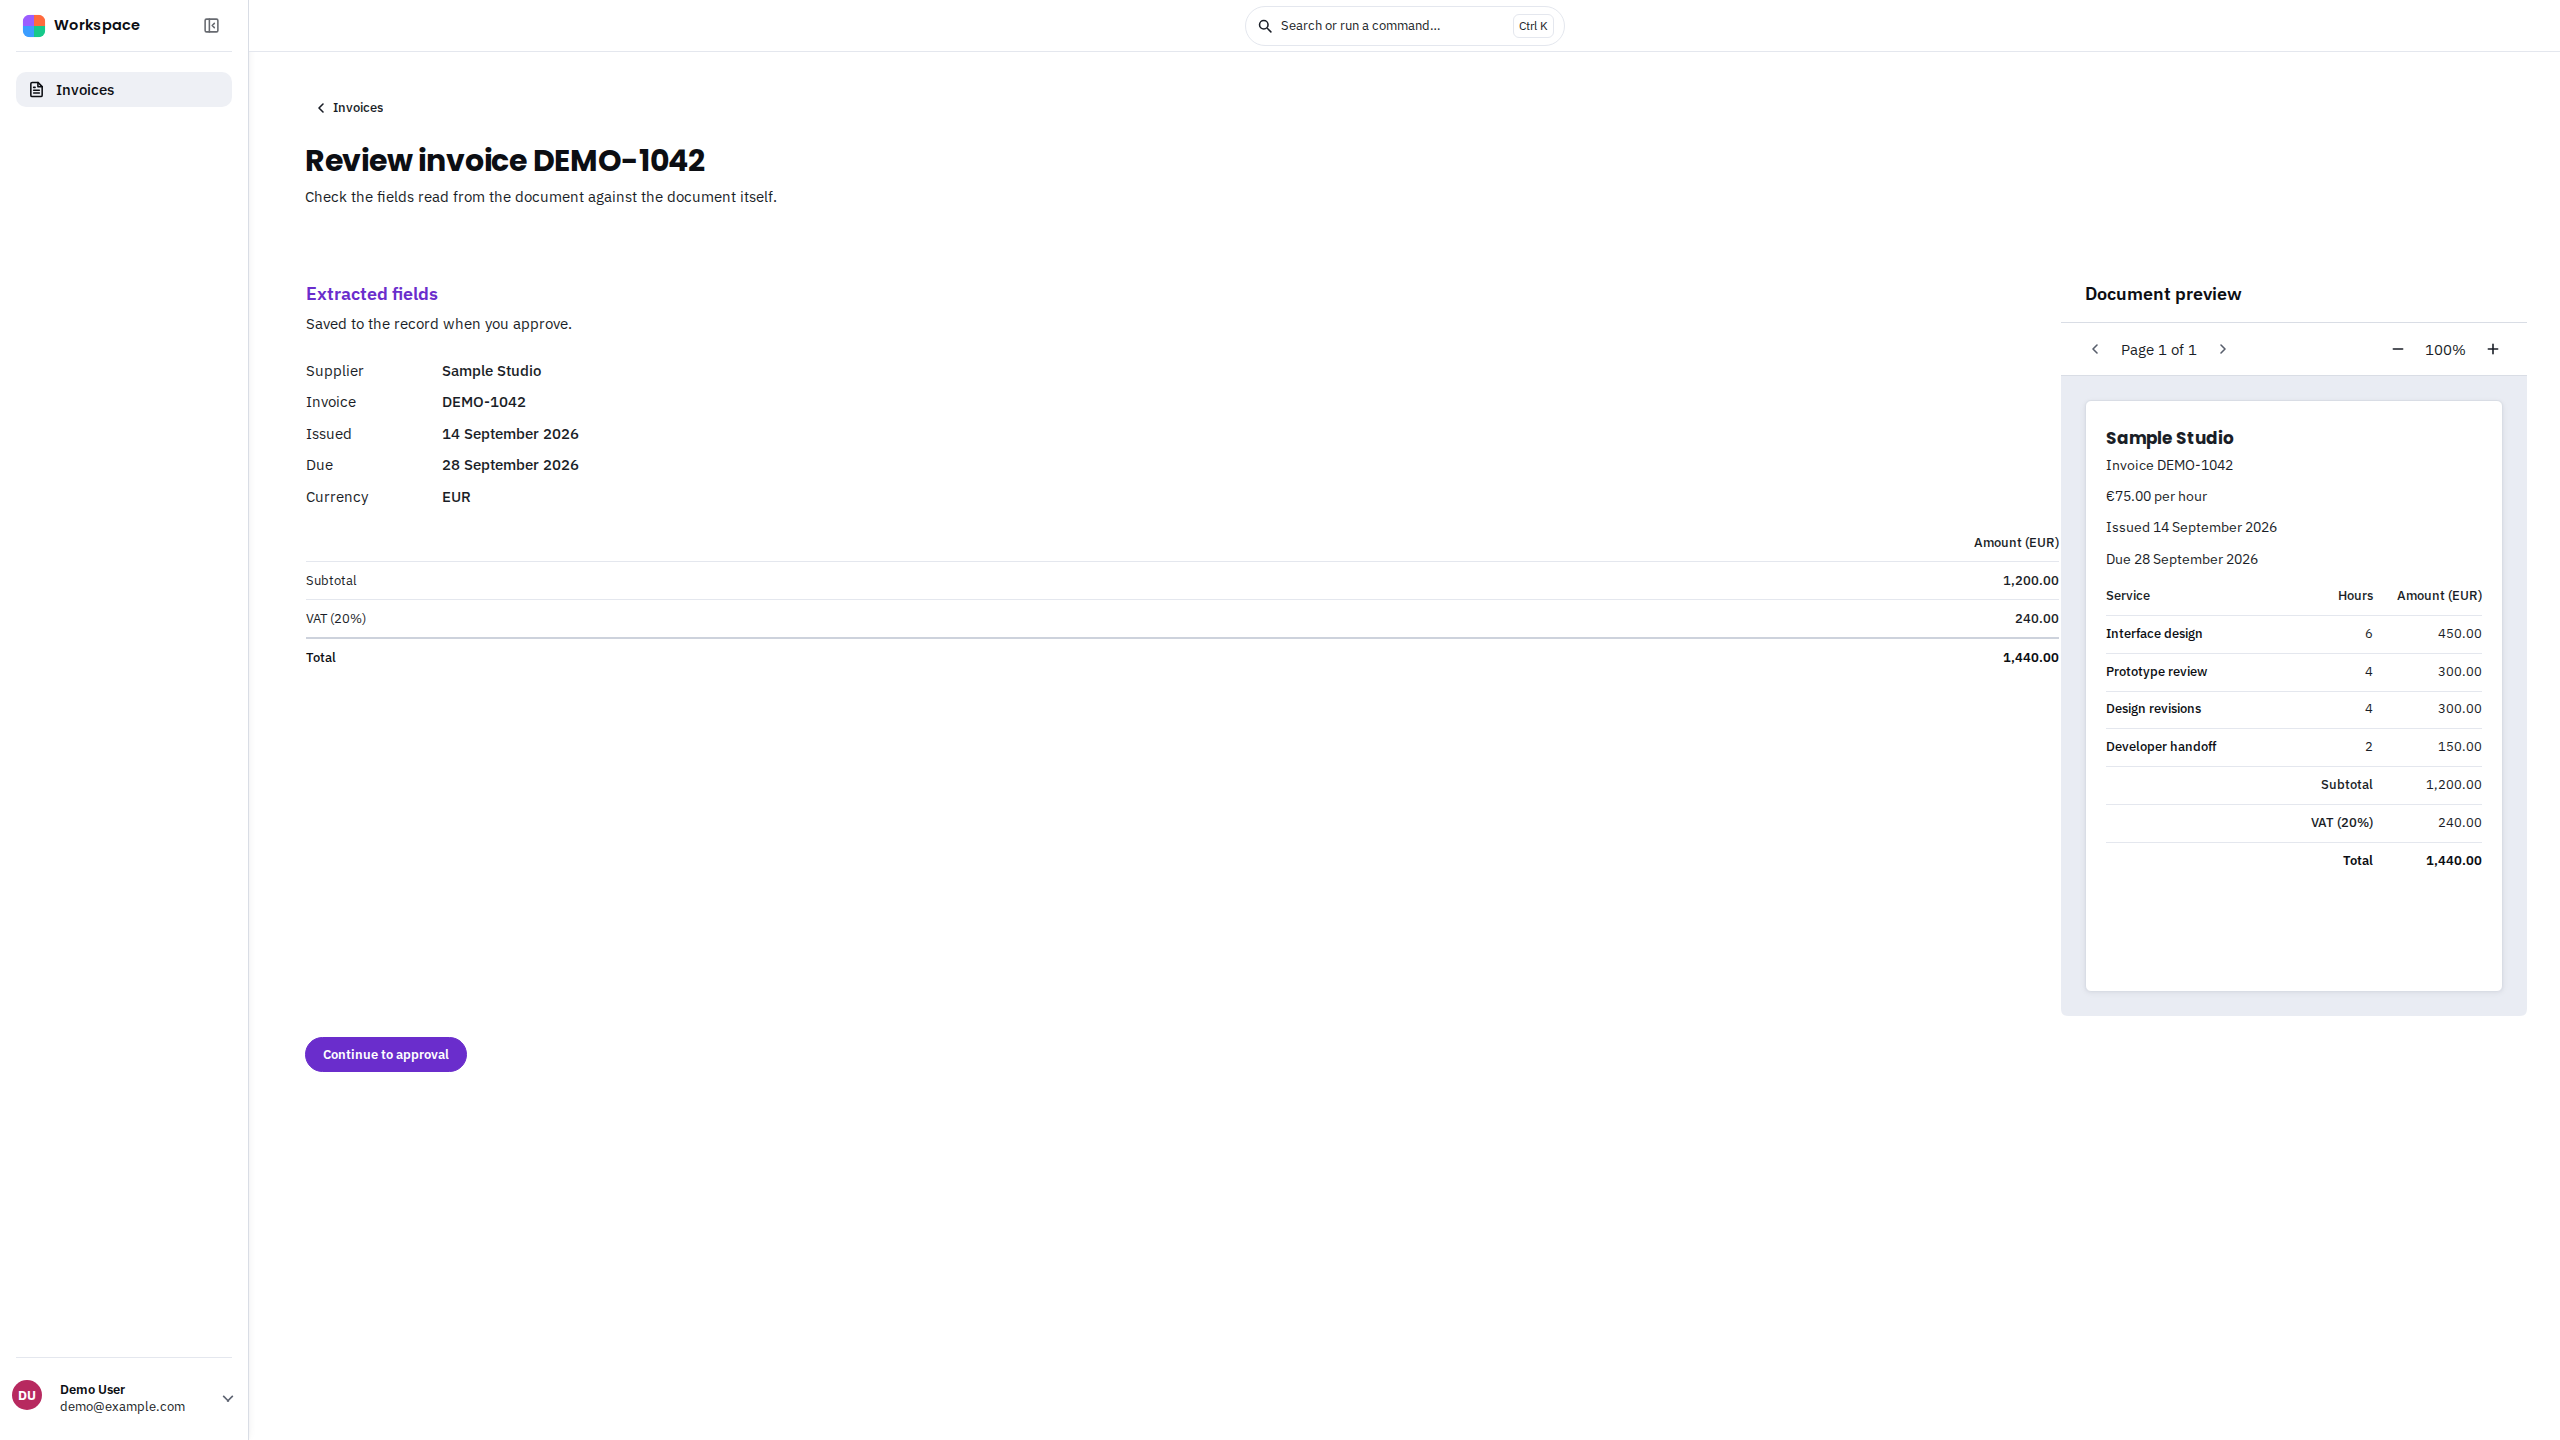 Workspace
Search or run a command...
Ctrl K
Invoices
Invoices
Review invoice DEMO-1042
Check the fields read from the document against the document itself.
Extracted fields
Saved to the record when you approve.
Supplier Sample Studio
Invoice DEMO-1042
Issued 14 September 2026
Due 28 September 2026
Currency EUR
Amount (EUR)
Subtotal 1,200.00
VAT (20%) 240.00
Total 1,440.00
Continue to approval
Document preview
Page 1 of 1
100%
Sample Studio
Invoice DEMO-1042
€75.00 per hour
Issued 14 September 2026
Due 28 September 2026
Service Hours Amount (EUR)
Interface design 6 450.00
Prototype review 4 300.00
Design revisions 4 300.00
Developer handoff 2 150.00
Subtotal 1,200.00
VAT (20%) 240.00
Total 1,440.00
DU
Demo User
demo@example.com